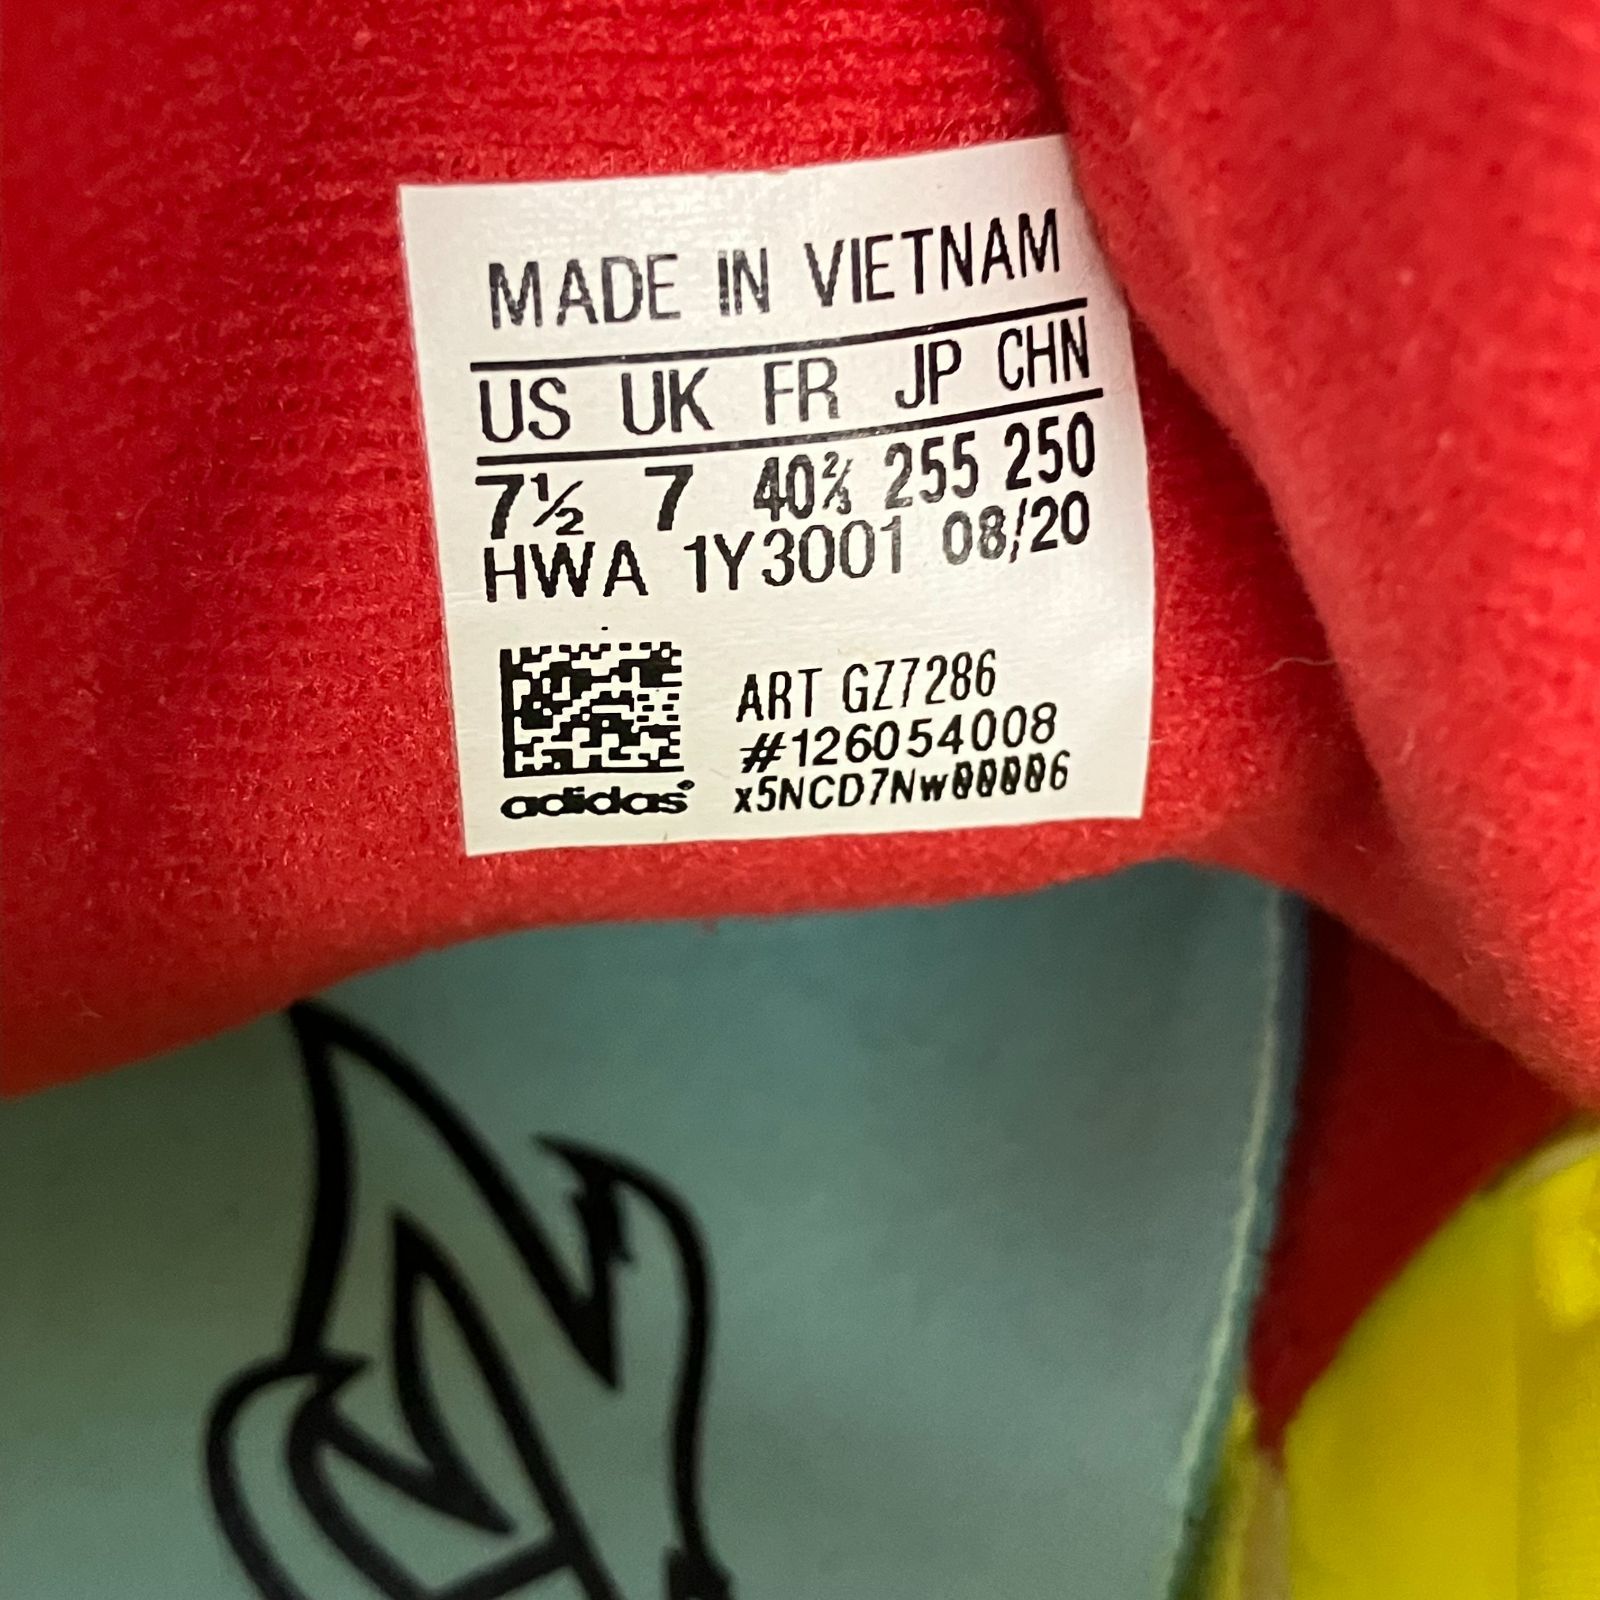 MADE IN VIETNAM
US UK FR JP CHN
7½ 7 40⅔ 255 250
HWA 1Y3001 08/20
ART GZ7286
#126054008
x5NCD7Nw00006
adidas®